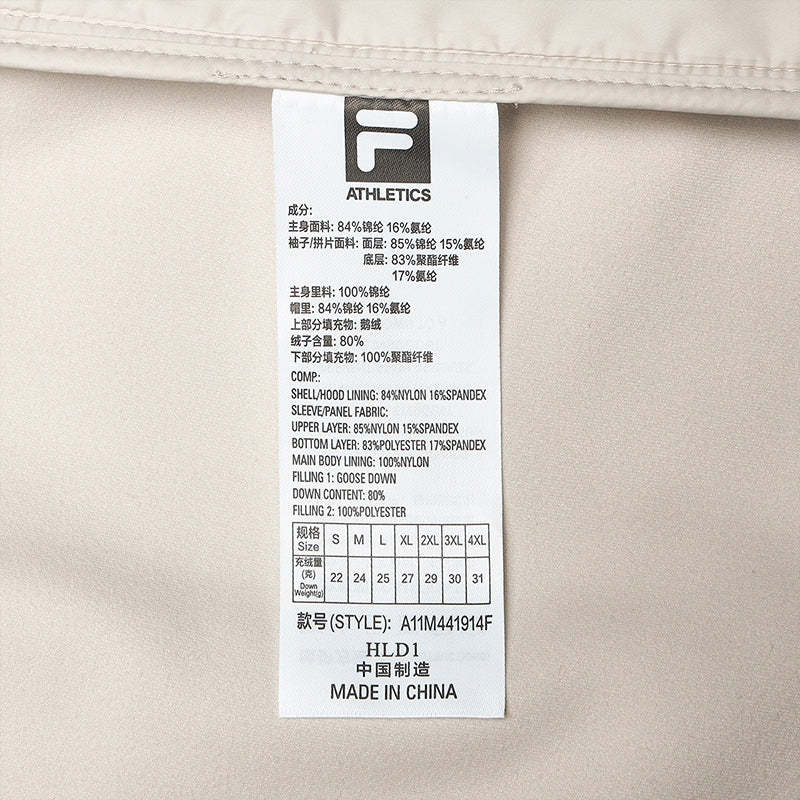 F
ATHLETICS
成分:
主身面料: 84%锦纶 16%氨纶
袖子/拼片面料: 面层: 85%锦纶 15%氨纶
底层: 83%聚酯纤维
17%氨纶
主身里料: 100%锦纶
帽里: 84%锦纶 16%氨纶
上部分填充物: 鹅绒
绒子含量: 80%
下部分填充物: 100%聚酯纤维
COMP.:
SHELL/HOOD LINING: 84%NYLON 16%SPANDEX
SLEEVE/PANEL FABRIC:
UPPER LAYER: 85%NYLON 15%SPANDEX
BOTTOM LAYER: 83%POLYESTER 17%SPANDEX
MAIN BODY LINING: 100%NYLON
FILLING 1: GOOSE DOWN
DOWN CONTENT: 80%
FILLING 2: 100%POLYESTER
规格 Size S M L XL 2XL 3XL 4XL
充绒量(克) Down Weight(g) 22 24 25 27 29 30 31
款号(STYLE): A11M441914F
HLD1
中国制造
MADE IN CHINA